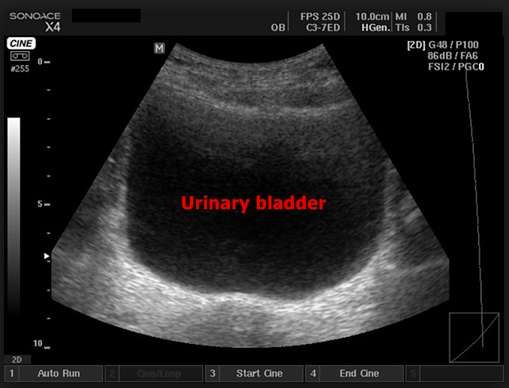 SONOACE
X4
FPS 25D 10.0cm MI 0.8
OB C3-7ED HGen. TIs 0.3
CINE
#255
M
[2D] G48 / P100
86dB / FA6
FSI2 / PGC0
0
5
10
Urinary bladder
2D
1 Auto Run 2 Cine/Loop 3 Start Cine 4 End Cine 5